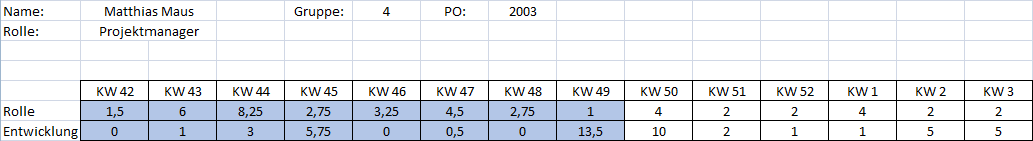 Name: Matthias Maus Gruppe: 4 PO: 2003
Rolle: Projektmanager
KW 42 KW 43 KW 44 KW 45 KW 46 KW 47 KW 48 KW 49 KW 50 KW 51 KW 52 KW 1 KW 2 KW 3
Rolle 1,5 6 8,25 2,75 3,25 4,5 2,75 1 4 2 2 4 2 2
Entwicklung 0 1 3 5,75 0 0,5 0 13,5 10 2 1 1 5 5